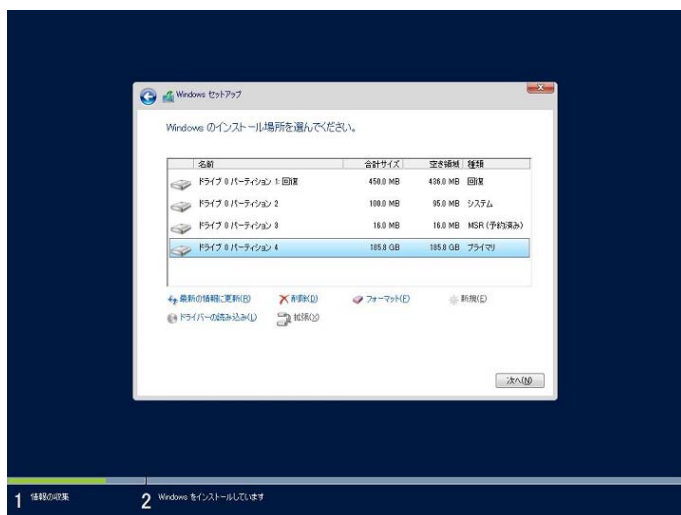 Windows セットアップ
Windows のインストール場所を選んでください。
名前 合計サイズ 空き領域 種類
ドライブ 0 パーティション 1: 回復 450.0 MB 436.0 MB 回復
ドライブ 0 パーティション 2 100.0 MB 95.0 MB システム
ドライブ 0 パーティション 3 16.0 MB 16.0 MB MSR (予約済み)
ドライブ 0 パーティション 4 185.8 GB 185.8 GB プライマリ
最新の情報に更新(R) 削除(D) フォーマット(F) 新規(E)
ドライバーの読み込み(L) 拡張(X)
次へ(N)
1 情報の収集 2 Windows をインストールしています